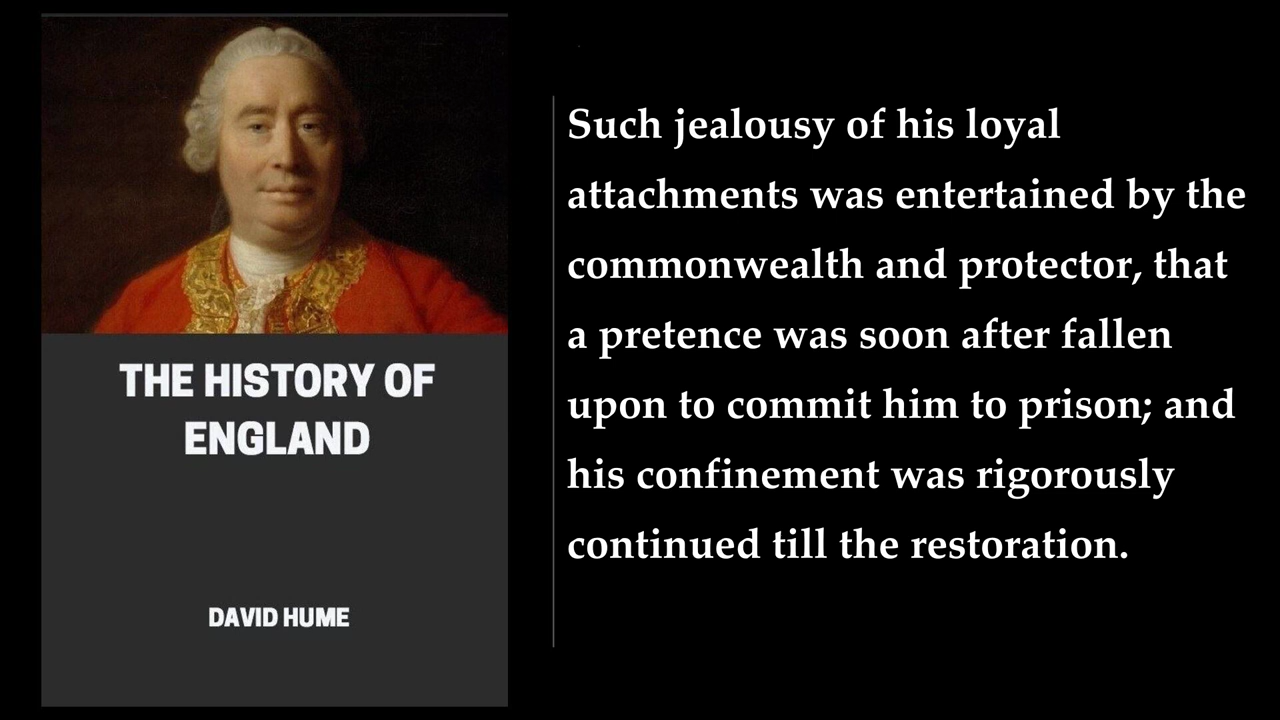 THE HISTORY OF
ENGLAND
DAVID HUME
Such jealousy of his loyal
attachments was entertained by the
commonwealth and protector, that
a pretence was soon after fallen
upon to commit him to prison; and
his confinement was rigorously
continued till the restoration.